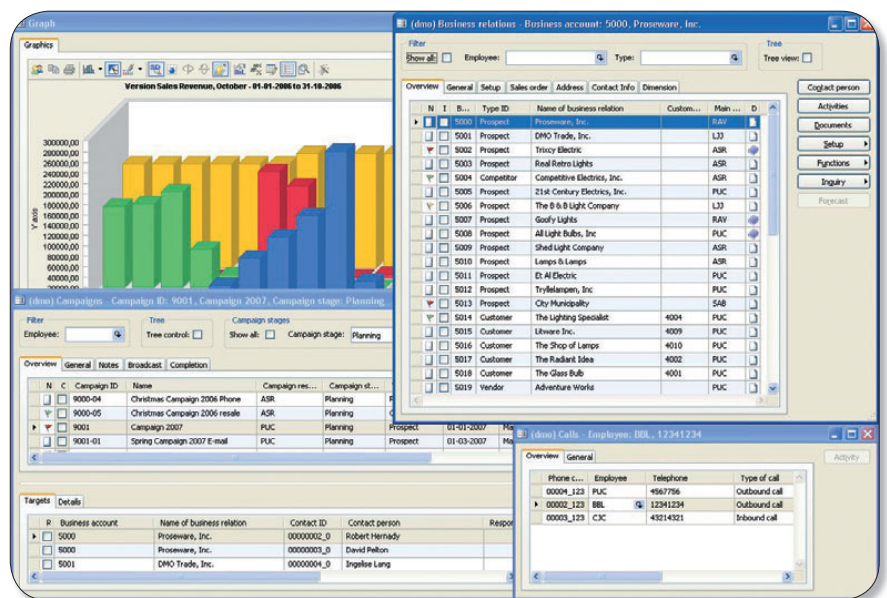 Graph
Graphics
Version Sales Revenue, October - 01-01-2006 to 31-10-2006
Y axis
300000,00
280000,00
260000,00
240000,00
220000,00
200000,00
180000,00
160000,00
140000,00
120000,00
100000,00
80000,00
60000,00
40000,00
20000,00
(dmo) Business relations - Business account: 5000, Proseware, Inc.
Filter
Tree
Show all:
Employee:
Type:
Tree view:
Overview General Setup Sales order Address Contact Info Dimension
N I B... Type ID Name of business relation Custom... Main ... D
5000 Prospect Proseware, Inc. RAV
5001 Prospect DMO Trade, Inc. LJJ
5002 Prospect Trixcy Electric ASR
5003 Prospect Real Retro Lights ASR
5004 Competitor Competitive Electrics, Inc. ASR
5005 Prospect 21st Century Electrics, Inc. PUC
5006 Prospect The B & B Light Company LJJ
5007 Prospect Goofy Lights RAV
5008 Prospect All Light Bulbs, Inc PUC
5009 Prospect Shed Light Company ASR
5010 Prospect Lamps & Lamps ASR
5011 Prospect Et Al Electric PUC
5012 Prospect Tryllelampen, Inc PUC
5013 Prospect City Municipality SAB
5014 Customer The Lighting Specialist 4004 ASR
5015 Customer Litware Inc. 4009 PUC
5016 Customer The Shop of Lamps 4010 PUC
5017 Customer The Radiant Idea 4002 PUC
5018 Customer The Glass Bulb 4001 PUC
5019 Vendor Adventure Works PUC
Contact person
Activities
Documents
Setup
Functions
Inquiry
Forecast
(dmo) Campaigns - Campaign ID: 9001, Campaign 2007, Campaign stage: Planning
Filter
Tree
Campaign stages
Employee:
Tree control:
Show all:
Campaign stage: Planning
Overview General Notes Broadcast Completion
N C Campaign ID Name Campaign res... Campaign st...
9000-04 Christmas Campaign 2006 Phone ASR Planning
9000-05 Christmas Campaign 2006 resale ASR Planning
9001 Campaign 2007 PUC Planning Prospect 01-01-2007 Ma
9001-01 Spring Campaign 2007 E-mail PUC Planning Prospect 01-03-2007 Ma
Targets Details
R Business account Name of business relation Contact ID Contact person Respon
5000 Proseware, Inc. 00000002_0 Robert Hernady
5000 Proseware, Inc. 00000003_0 David Pelton
5001 DMO Trade, Inc. 00000004_0 Ingelise Lang
(dmo) Calls - Employee: BBL, 12341234
Overview General
Activity
Phone c... Employee Telephone Type of call
00004_123 PUC 4567756 Outbound call
00002_123 BBL 12341234 Outbound call
00003_123 CJC 43214321 Inbound call